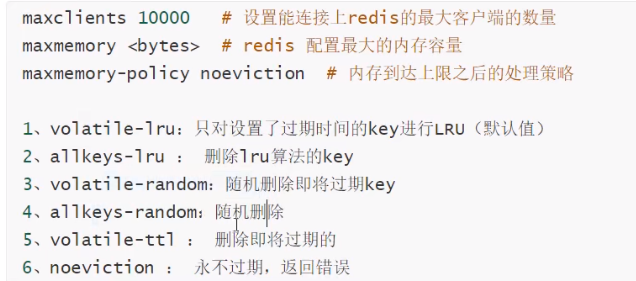 maxclients 10000   # 设置能连接上redis的最大客户端的数量
maxmemory <bytes>  # redis 配置最大的内存容量
maxmemory-policy noeviction  # 内存到达上限之后的处理策略
1、volatile-lru：只对设置了过期时间的key进行LRU（默认值）
2、allkeys-lru ： 删除lru算法的key
3、volatile-random：随机删除即将过期key
4、allkeys-random：随机删除
5、volatile-ttl ： 删除即将过期的
6、noeviction ： 永不过期，返回错误